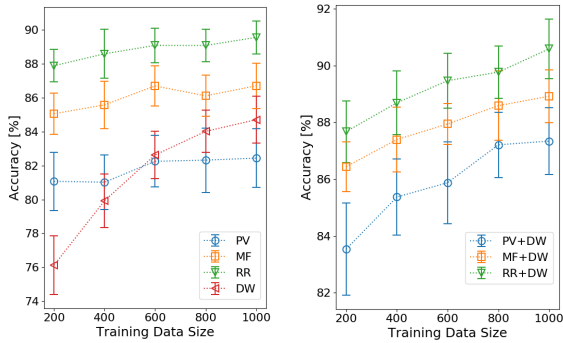 90
88
86
84
82
80
78
76
74
Accuracy [%]
200 400 600 800 1000
Training Data Size
PV
MF
RR
DW
92
90
88
86
84
82
Accuracy [%]
200 400 600 800 1000
Training Data Size
PV+DW
MF+DW
RR+DW